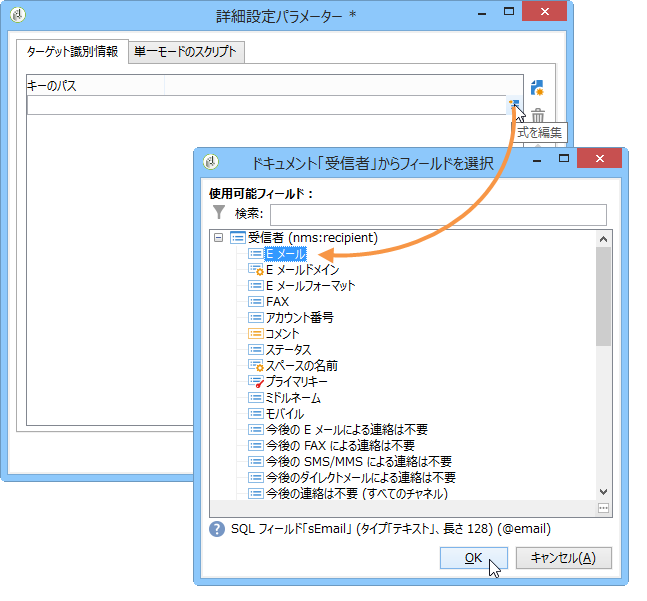 詳細設定パラメーター *
ターゲット識別情報
単一モードのスクリプト
キーのパス
式を編集
ドキュメント「受信者」からフィールドを選択
使用可能フィールド：
検索:
受信者 (nms:recipient)
E メール
E メールドメイン
E メールフォーマット
FAX
アカウント番号
コメント
ステータス
スペースの名前
プライマリキー
ミドルネーム
モバイル
今後の E メールによる連絡は不要
今後の FAX による連絡は不要
今後の SMS/MMS による連絡は不要
今後のダイレクトメールによる連絡は不要
今後の連絡は不要 (すべてのチャネル)
SQL フィールド「sEmail」 (タイプ「テキスト」、長さ 128) (@email)
OK
キャンセル(A)